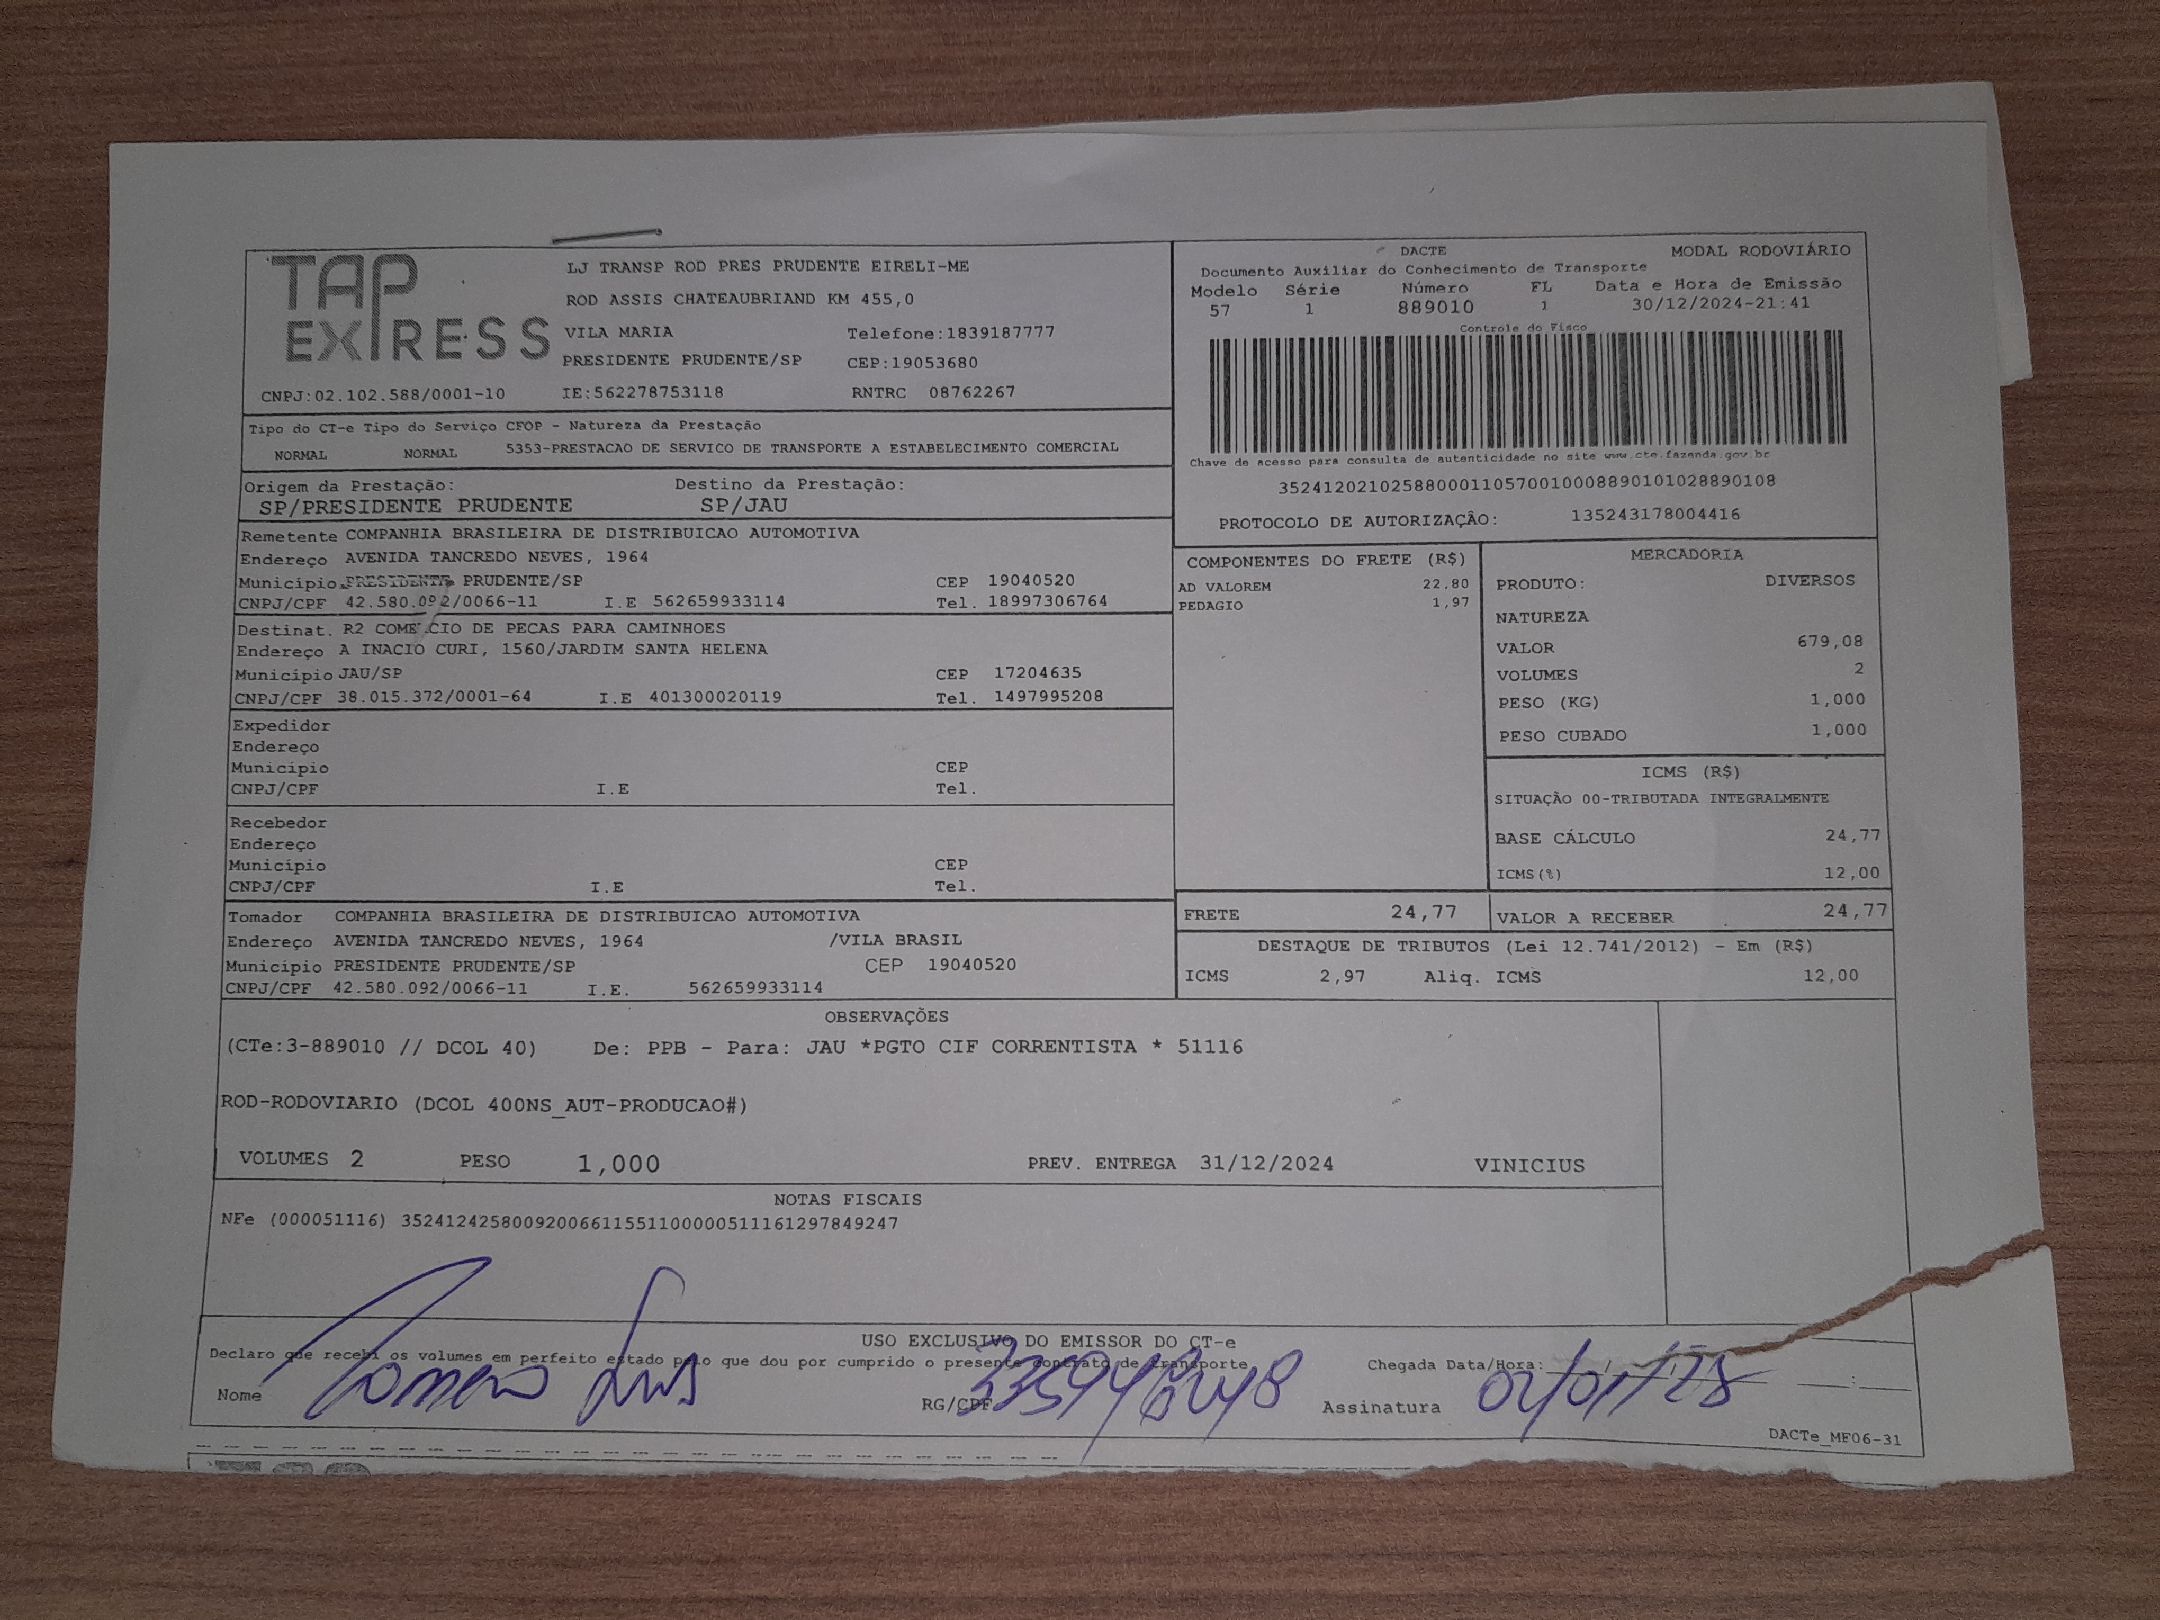 TAP
EXPRESS
LJ TRANSP ROD PRES PRUDENTE EIRELI-ME
ROD ASSIS CHATEAUBRIAND KM 455,0
VILA MARIA Telefone:1839187777
PRESIDENTE PRUDENTE/SP CEP:19053680
CNPJ:02.102.588/0001-10 IE:562278753118 RNTRC 08762267
DACTE MODAL RODOVIÁRIO
Documento Auxiliar do Conhecimento de Transporte
Modelo Série Número FL Data e Hora de Emissão
57 1 889010 1 30/12/2024-21:41
Controle do Fisco
Chave de acesso para consulta de autenticidade no site www.cte.fazenda.gov.br
35241202102588000110570010008890101028890108
PROTOCOLO DE AUTORIZAÇÃO: 135243178004416
Tipo do CT-e Tipo do Serviço CFOP - Natureza da Prestação
NORMAL NORMAL 5353-PRESTACAO DE SERVICO DE TRANSPORTE A ESTABELECIMENTO COMERCIAL
Origem da Prestação: Destino da Prestação:
SP/PRESIDENTE PRUDENTE SP/JAU
Remetente COMPANHIA BRASILEIRA DE DISTRIBUICAO AUTOMOTIVA
Endereço AVENIDA TANCREDO NEVES, 1964
Município PRESIDENTE PRUDENTE/SP CEP 19040520
CNPJ/CPF 42.580.092/0066-11 I.E 562659933114 Tel. 18997306764
Destinat. R2 COMERCIO DE PECAS PARA CAMINHOES
Endereço A INACIO CURI, 1560/JARDIM SANTA HELENA
Município JAU/SP CEP 17204635
CNPJ/CPF 38.015.372/0001-64 I.E 401300020119 Tel. 1497995208
Expedidor
Endereço
Município CEP
CNPJ/CPF I.E Tel.
Recebedor
Endereço
Município CEP
CNPJ/CPF I.E Tel.
Tomador COMPANHIA BRASILEIRA DE DISTRIBUICAO AUTOMOTIVA
Endereço AVENIDA TANCREDO NEVES, 1964 /VILA BRASIL
Município PRESIDENTE PRUDENTE/SP CEP 19040520
CNPJ/CPF 42.580.092/0066-11 I.E. 562659933114
COMPONENTES DO FRETE (R$)
AD VALOREM 22,80
PEDAGIO 1,97
MERCADORIA
PRODUTO: DIVERSOS
NATUREZA
VALOR 679,08
VOLUMES 2
PESO (KG) 1,000
PESO CUBADO 1,000
ICMS (R$)
SITUAÇÃO 00-TRIBUTADA INTEGRALMENTE
BASE CÁLCULO 24,77
ICMS(%) 12,00
FRETE 24,77 VALOR A RECEBER 24,77
DESTAQUE DE TRIBUTOS (Lei 12.741/2012) - Em (R$)
ICMS 2,97 Aliq. ICMS 12,00
OBSERVAÇÕES
(CTe:3-889010 // DCOL 40) De: PPB - Para: JAU *PGTO CIF CORRENTISTA * 51116
ROD-RODOVIARIO (DCOL 400NS_AUT-PRODUCAO#)
VOLUMES 2 PESO 1,000 PREV. ENTREGA 31/12/2024 VINICIUS
NOTAS FISCAIS
NFe (000051116) 35241242580092006611551100000511161297849247
USO EXCLUSIVO DO EMISSOR DO CT-e
Declaro que recebi os volumes em perfeito estado pelo que dou por cumprido o presente contrato de transporte
Chegada Data/Hora: / / :
Nome RG/CPF Assinatura
DACTe_MF06-31